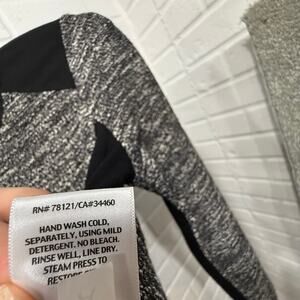 RN# 78121/CA#34460
HAND WASH COLD,
SEPARATELY, USING MILD
DETERGENT. NO BLEACH.
RINSE WELL, LINE DRY.
STEAM PRESS TO